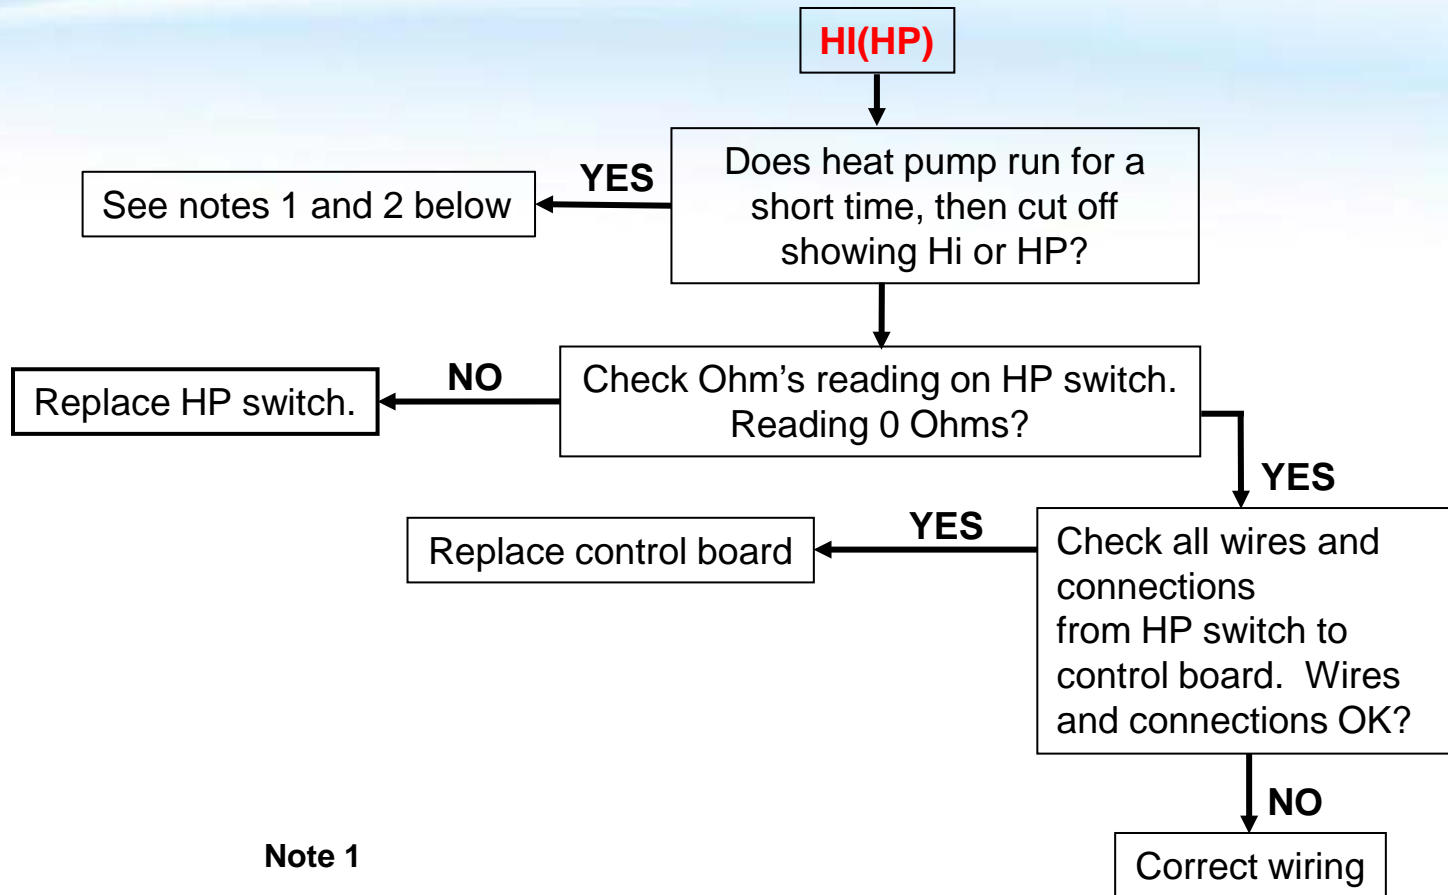 HI(HP)
Does heat pump run for a
short time, then cut off
showing Hi or HP?
YES
See notes 1 and 2 below
Check Ohm's reading on HP switch.
Reading 0 Ohms?
NO
Replace HP switch.
YES
Check all wires and
connections
from HP switch to
control board.  Wires
and connections OK?
YES
Replace control board
NO
Correct wiring
Note 1